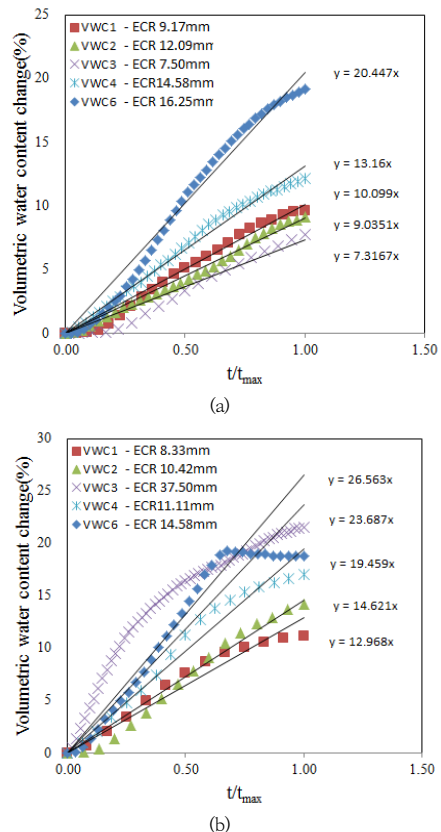 (a)
25
VWC1 - ECR 9.17mm
VWC2 - ECR 12.09mm
VWC3 - ECR 7.50mm
VWC4 - ECR14.58mm
VWC6 - ECR 16.25mm
20
15
10
5
0
Volumetric water content change(%)
y = 20.447x
y = 13.16x
y = 10.099x
y = 9.0351x
y = 7.3167x
0.00 0.50 1.00 1.50
t/tmax
(a)
30
VWC1 - ECR 8.33mm
VWC2 - ECR 10.42mm
VWC3 - ECR 37.50mm
VWC4 - ECR11.11mm
VWC6 - ECR 14.58mm
25
20
15
10
5
0
Volumetric water content change(%)
y = 26.563x
y = 23.687x
y = 19.459x
y = 14.621x
y = 12.968x
0.00 0.50 1.00 1.50
t/tmax
(b)